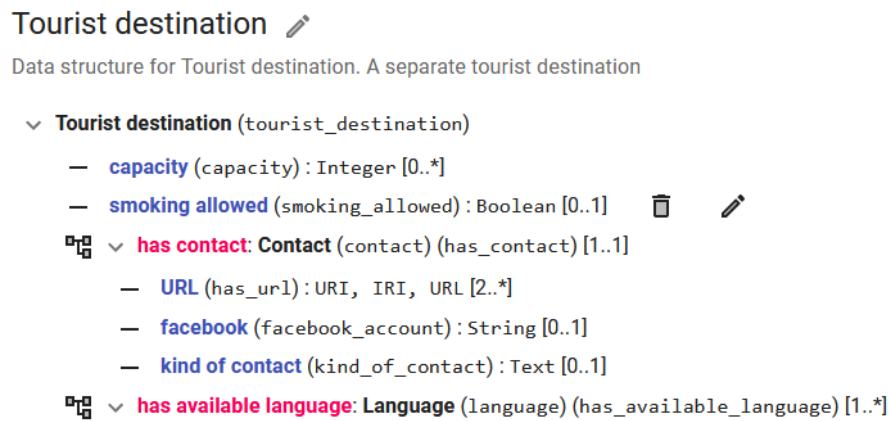 Tourist destination
Data structure for Tourist destination. A separate tourist destination
Tourist destination (tourist_destination)
capacity (capacity) : Integer [0..*]
smoking allowed (smoking_allowed) : Boolean [0..1]
has contact: Contact (contact) (has_contact) [1..1]
URL (has_url) : URI, IRI, URL [2..*]
facebook (facebook_account) : String [0..1]
kind of contact (kind_of_contact) : Text [0..1]
has available language: Language (language) (has_available_language) [1..*]